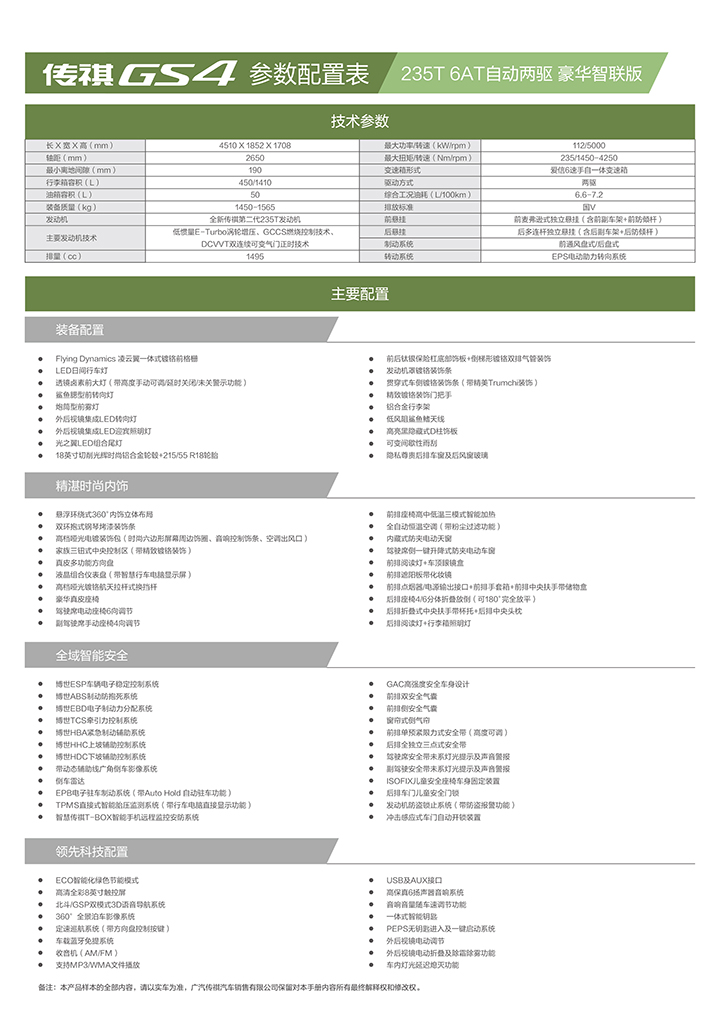 传祺 GS4 参数配置表 235T 6AT自动两驱 豪华智联版
技术参数
长 X 宽 X 高（mm） 4510 X 1852 X 1708 最大功率/转速（kW/rpm） 112/5000
轴距（mm） 2650 最大扭矩/转速（Nm/rpm） 235/1450-4250
最小离地间隙（mm） 190 变速箱形式 爱信6速手自一体变速箱
行李箱容积（L） 450/1410 驱动方式 两驱
油箱容积（L） 50 综合工况油耗（L/100km） 6.6-7.2
装备质量（kg） 1450-1565 排放标准 国V
发动机 全新传祺第二代235T发动机 前悬挂 前麦弗逊式独立悬挂（含前副车架+前防倾杆）
主要发动机技术 低惯量E-Turbo涡轮增压、GCCS燃烧控制技术、 后悬挂 后多连杆独立悬挂（含后副车架+后防倾杆）
DCVVT双连续可变气门正时技术 制动系统 前通风盘式/后盘式
排量（cc） 1495 转动系统 EPS电动助力转向系统
主要配置
装备配置
Flying Dynamics 凌云翼一体式镀铬前格栅
LED日间行车灯
透镜卤素前大灯（带高度手动可调/延时关闭/未关警示功能）
鲨鱼腮型前转向灯
炮筒型前雾灯
外后视镜集成LED转向灯
外后视镜集成LED迎宾照明灯
光之翼LED组合尾灯
18英寸切削光辉时尚铝合金轮毂+215/55 R18轮胎
前后钛银保险杠底部饰板+倒梯形镀铬双排气管装饰
发动机罩镀铬装饰条
贯穿式车侧镀铬装饰条（带精美Trumchi装饰）
精致镀铬装饰门把手
铝合金行李架
低风阻鲨鱼鳍天线
高亮黑隐藏式D柱饰板
可变间歇性雨刮
隐私尊贵后排车窗及后风窗玻璃
精湛时尚内饰
悬浮环绕式360°内饰立体布局
双环抱式钢琴烤漆装饰条
高档哑光电镀装饰包（时尚六边形屏幕周边饰圈、音响控制饰条、空调出风口）
家族三钮式中央控制区（带精致镀铬装饰）
真皮多功能方向盘
液晶组合仪表盘（带智慧行车电脑显示屏）
高档哑光镀铬航天拉杆式换挡杆
豪华真皮座椅
驾驶席电动座椅6向调节
副驾驶席手动座椅4向调节
前排座椅高中低温三模式智能加热
全自动恒温空调（带粉尘过滤功能）
内藏式防夹电动天窗
驾驶席侧一键升降式防夹电动车窗
前排阅读灯+车顶眼镜盒
前排遮阳板带化妆镜
前排点烟器/电源输出接口+前排手套箱+前排中央扶手带储物盒
后排座椅4/6分体折叠放倒（可180°完全放平）
后排折叠式中央扶手带杯托+后排中央头枕
后排阅读灯+行李箱照明灯
全域智能安全
博世ESP车辆电子稳定控制系统
博世ABS制动防抱死系统
博世EBD电子制动力分配系统
博世TCS牵引力控制系统
博世HBA紧急制动辅助系统
博世HHC上坡辅助控制系统
博世HDC下坡辅助控制系统
带动态辅助线广角倒车影像系统
倒车雷达
EPB电子驻车制动系统（带Auto Hold 自动驻车功能）
TPMS直接式智能胎压监测系统（带行车电脑直接显示功能）
智慧传祺T-BOX智能手机远程监控安防系统
GAC高强度安全车身设计
前排双安全气囊
前排侧安全气囊
窗帘式侧气帘
前排单预紧限力式安全带（高度可调）
后排全独立三点式安全带
驾驶席安全带未系灯光提示及声音警报
副驾驶安全带未系灯光提示及声音警报
ISOFIX儿童安全座椅车身固定装置
后排车门儿童安全门锁
发动机防盗锁止系统（带防盗报警功能）
冲击感应式车门自动开锁装置
领先科技配置
ECO智能化绿色节能模式
高清全彩8英寸触控屏
北斗/GSP双模式3D语音导航系统
360° 全景泊车影像系统
定速巡航系统（带方向盘控制按键）
车载蓝牙免提系统
收音机（AM/FM）
支持MP3/WMA文件播放
USB及AUX接口
高保真6扬声器音响系统
音响音量随车速调节功能
一体式智能钥匙
PEPS无钥匙进入及一键启动系统
外后视镜电动调节
外后视镜电动折叠及除霜除雾功能
车内灯光延迟熄灭功能
备注：本产品样本的全部内容，请以实车为准，广汽传祺汽车销售有限公司保留对本手册内容所有最终解释权和修改权。